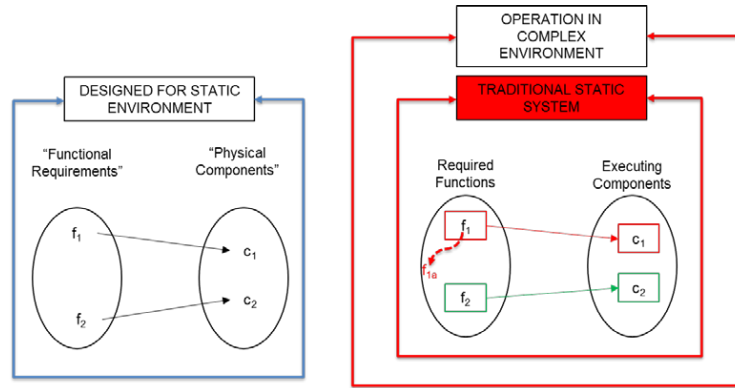 DESIGNED FOR STATIC
ENVIRONMENT
“Functional
Requirements”
“Physical
Components”
f1
f2
c1
c2
OPERATION IN
COMPLEX
ENVIRONMENT
TRADITIONAL STATIC
SYSTEM
Required
Functions
Executing
Components
f1
f1a
f2
c1
c2